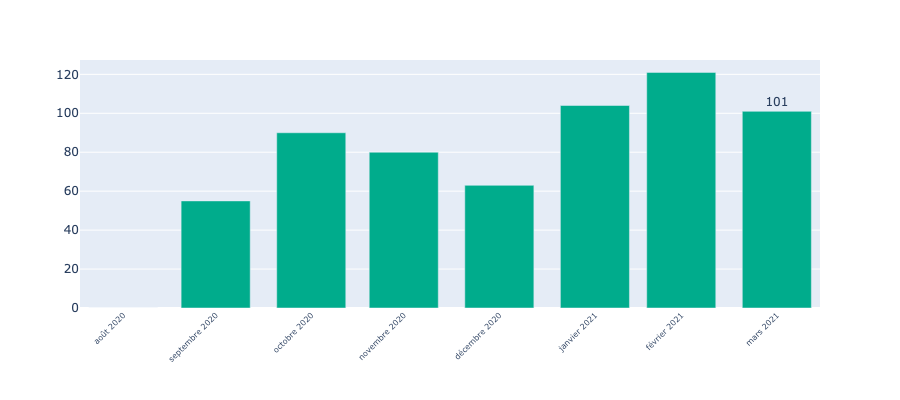 120
100
80
60
40
20
0
101
août 2020
septembre 2020
octobre 2020
novembre 2020
décembre 2020
janvier 2021
février 2021
mars 2021